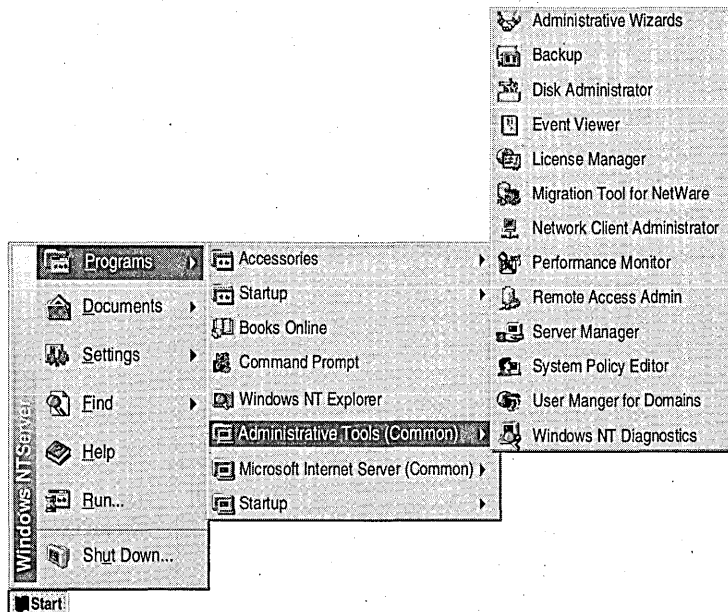 Administrative Wizards
Backup
Disk Administrator
Event Viewer
License Manager
Migration Tool for NetWare
Network Client Administrator
Performance Monitor
Remote Access Admin
Server Manager
System Policy Editor
User Manger for Domains
Windows NT Diagnostics
Programs
Documents
Settings
Find
Help
Run...
Shut Down...
Accessories
Startup
Books Online
Command Prompt
Windows NT Explorer
Administrative Tools (Common)
Microsoft Internet Server (Common)
Startup
Windows NT Server
Start